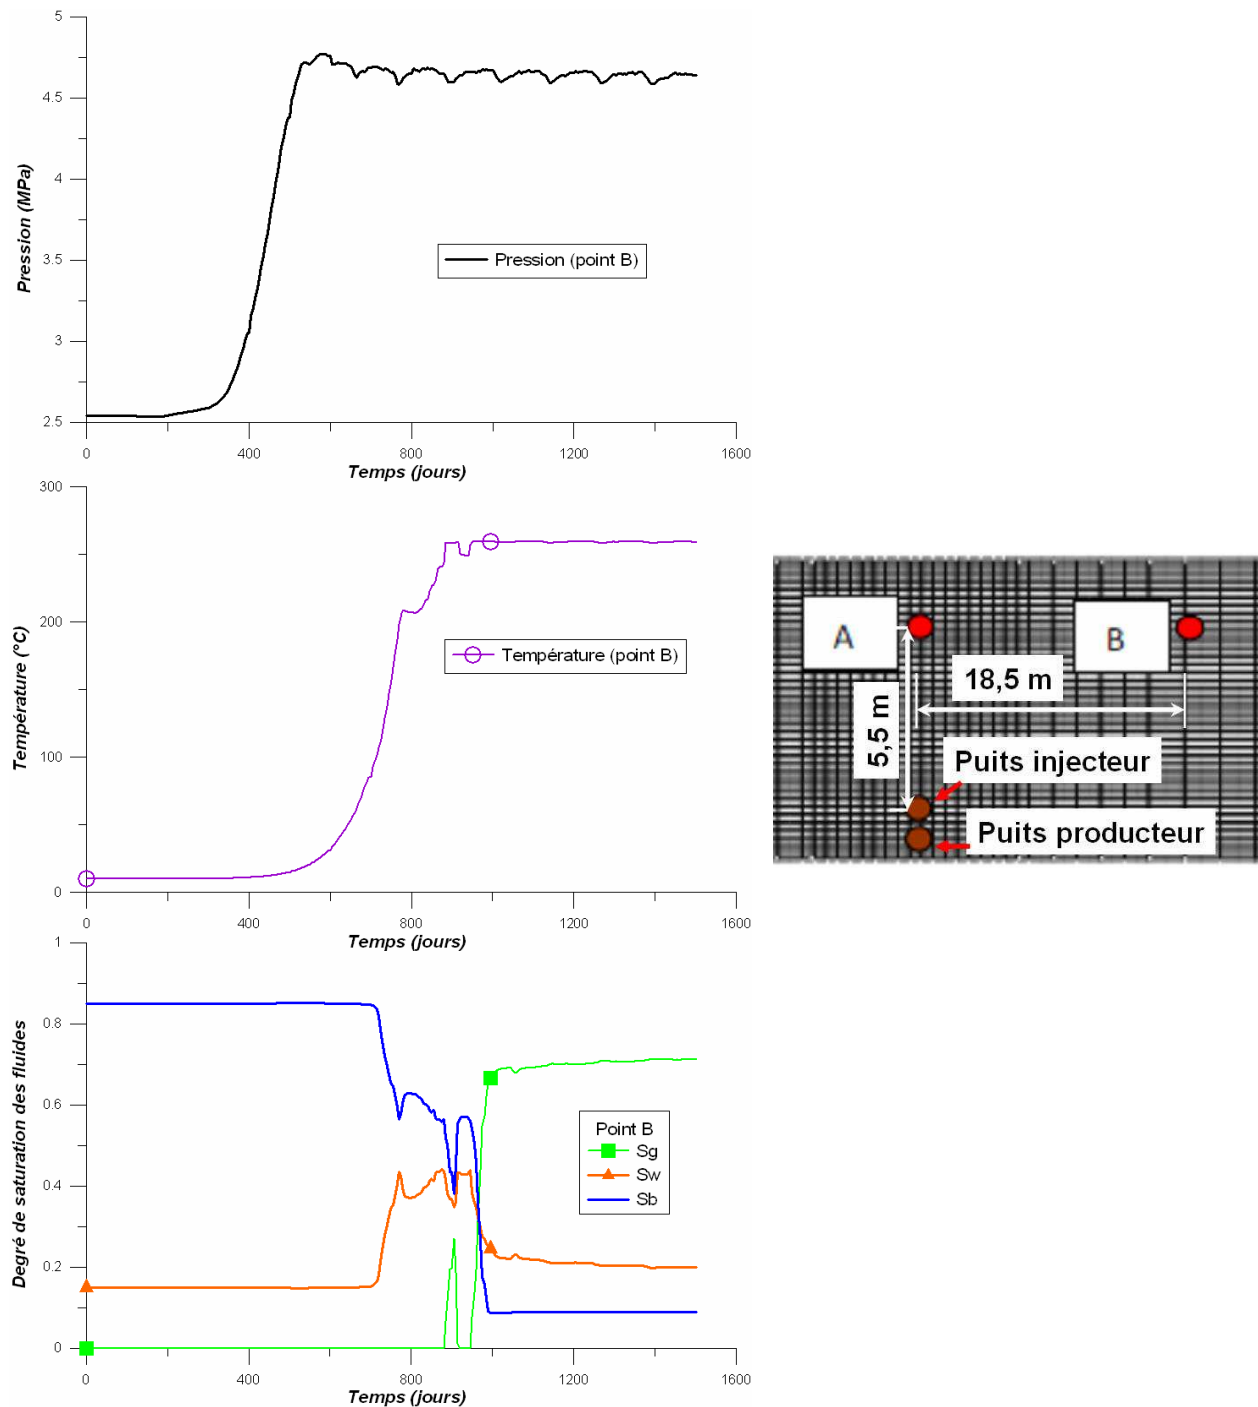 5
4.5
4
3.5
3
2.5
Pression (MPa)
Pression (point B)
0
400
800
1200
1600
Temps (jours)
300
200
100
0
Température (°C)
Température (point B)
0
400
800
1200
1600
Temps (jours)
1
0.8
0.6
0.4
0.2
0
Degré de saturation des fluides
Point B
Sg
Sw
Sb
0
400
800
1200
1600
Temps (jours)
A
B
18,5 m
5,5 m
Puits injecteur
Puits producteur